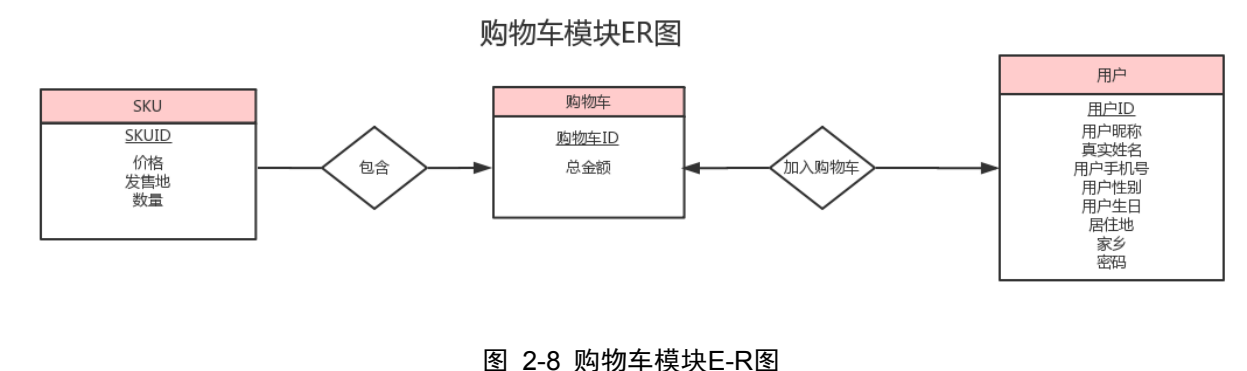 购物车模块ER图
SKU
SKUID
价格
发售地
数量
包含
购物车
购物车ID
总金额
加入购物车
用户
用户ID
用户昵称
真实姓名
用户手机号
用户性别
用户生日
居住地
家乡
密码
图 2-8 购物车模块E-R图